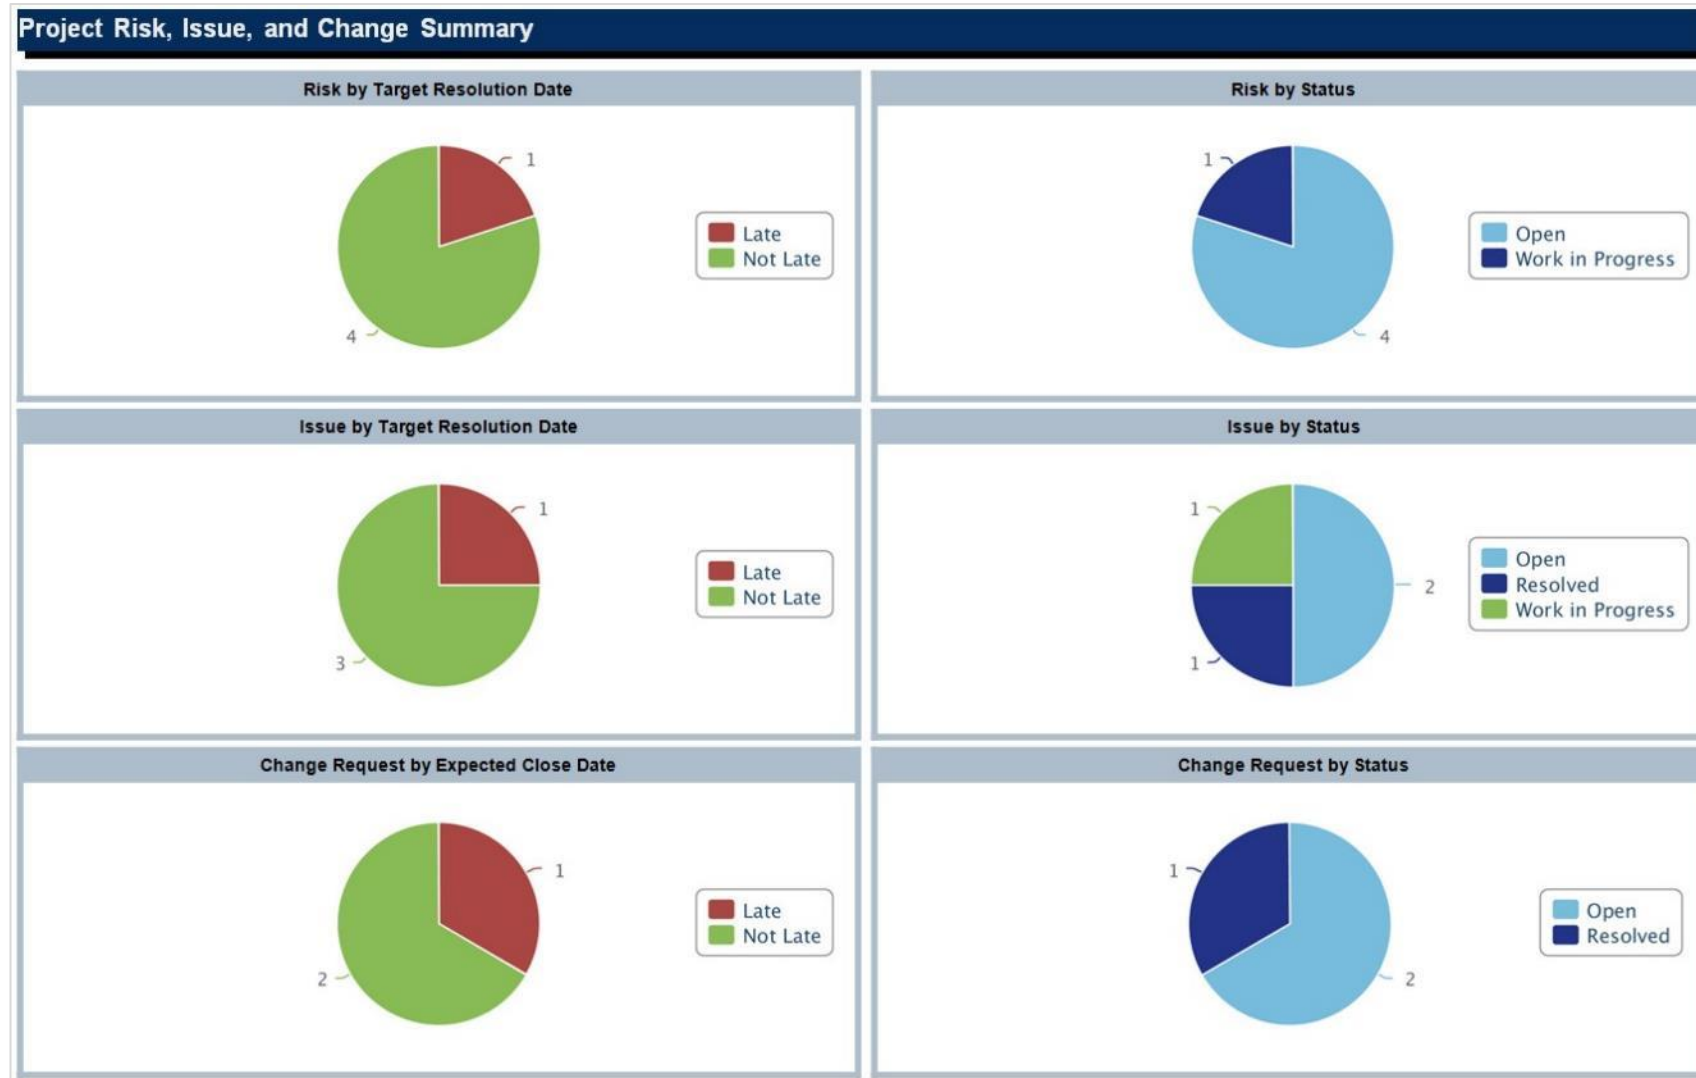 Project Risk, Issue, and Change Summary
Risk by Target Resolution Date
1
4
Late
Not Late
Risk by Status
1
4
Open
Work in Progress
Issue by Target Resolution Date
1
3
Late
Not Late
Issue by Status
1
2
1
Open
Resolved
Work in Progress
Change Request by Expected Close Date
1
2
Late
Not Late
Change Request by Status
1
2
Open
Resolved